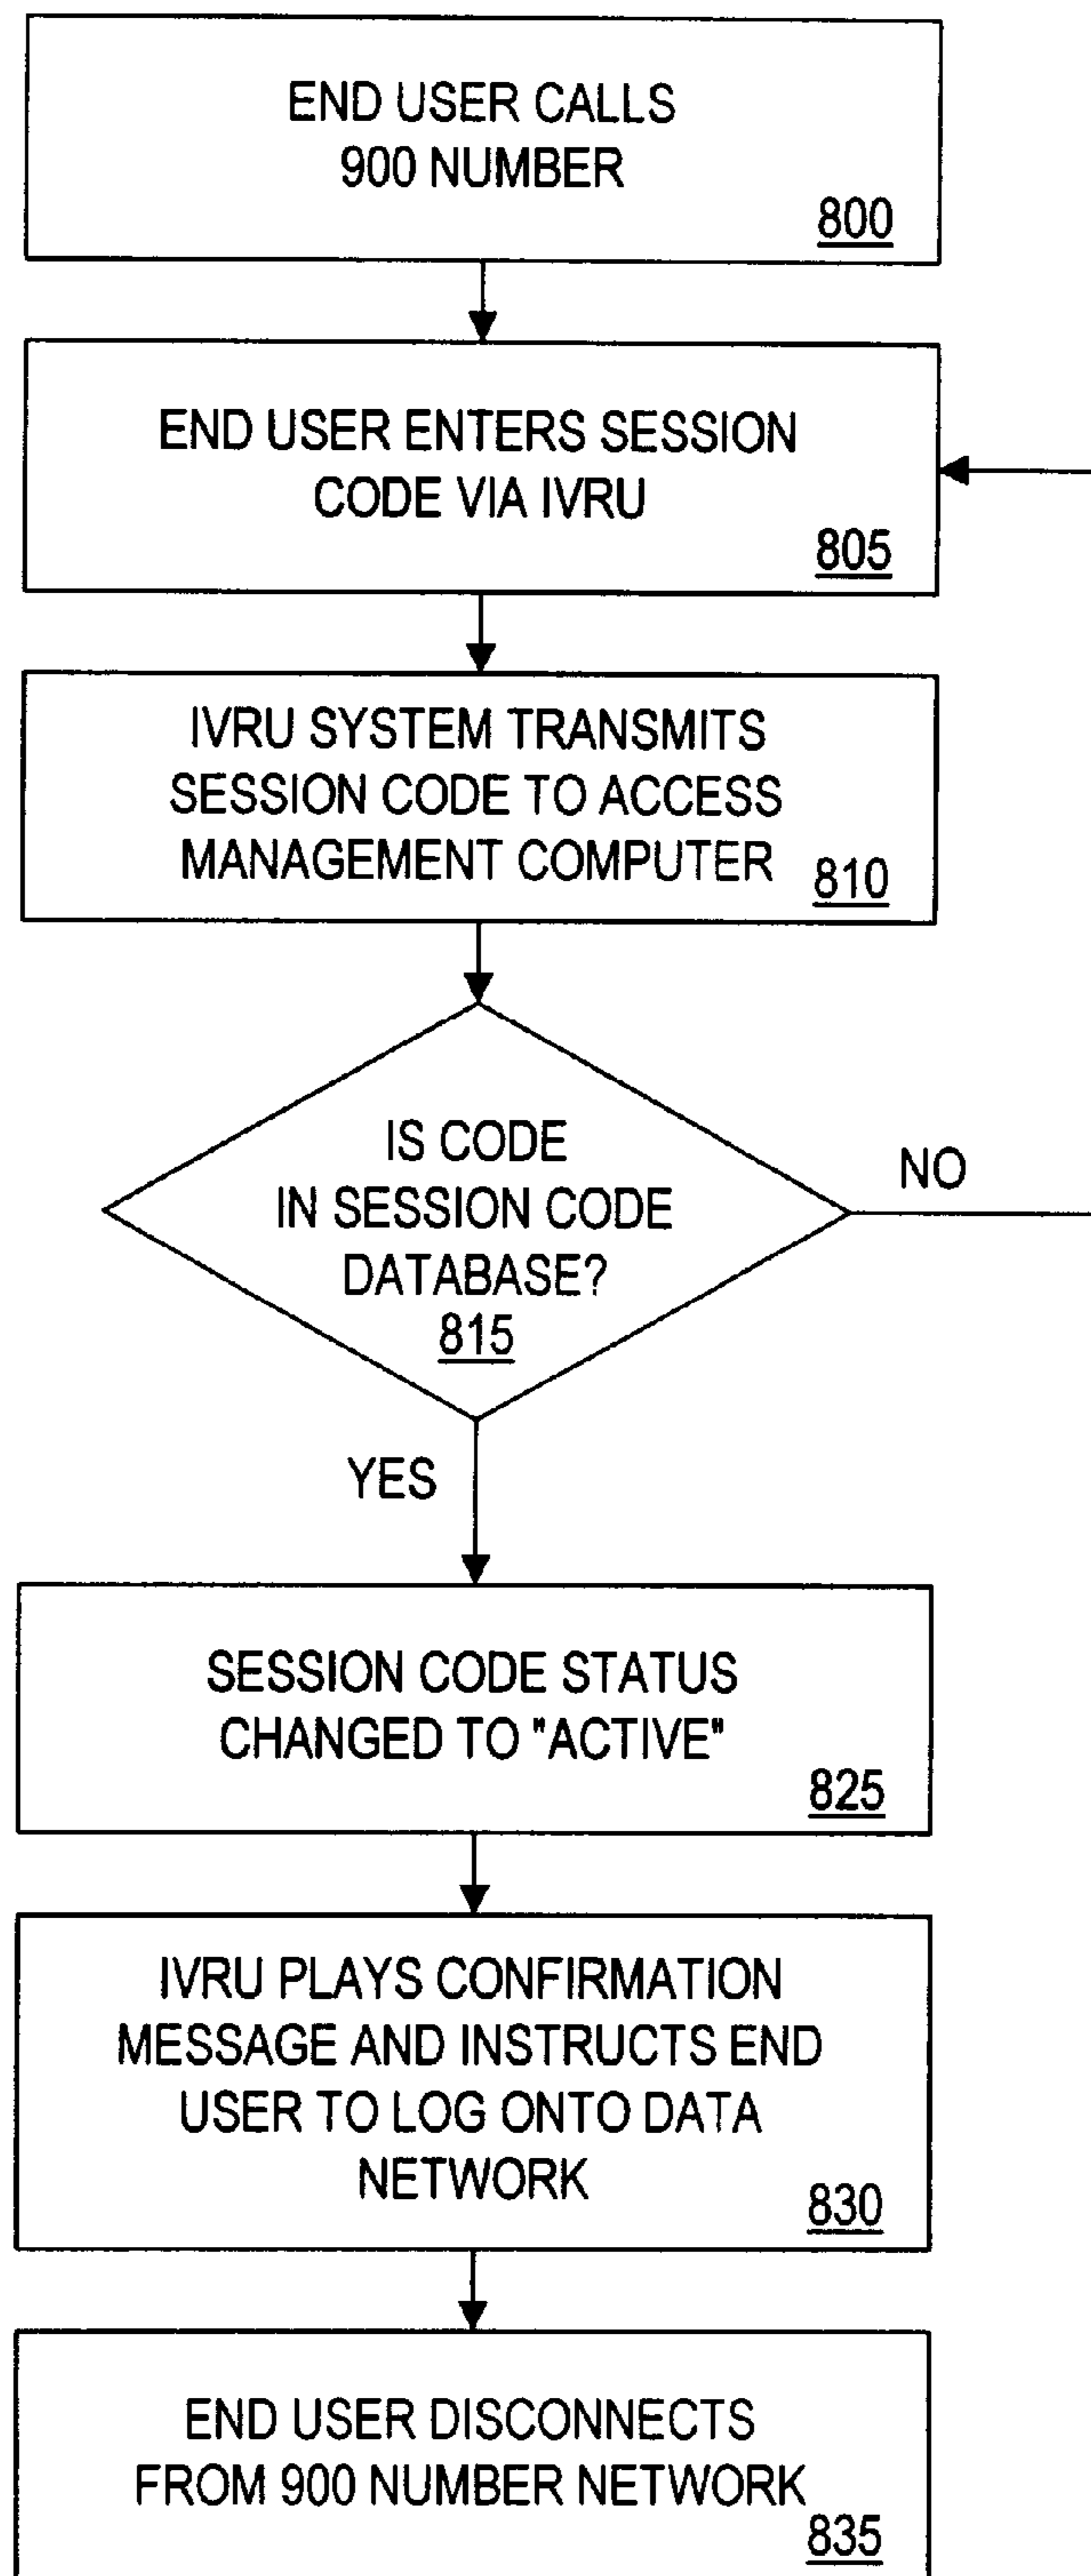 END USER CALLS
900 NUMBER
800
END USER ENTERS SESSION
CODE VIA IVRU
805
IVRU SYSTEM TRANSMITS
SESSION CODE TO ACCESS
MANAGEMENT COMPUTER
810
IS CODE
IN SESSION CODE
DATABASE?
815
NO
YES
SESSION CODE STATUS
CHANGED TO "ACTIVE"
825
IVRU PLAYS CONFIRMATION
MESSAGE AND INSTRUCTS END
USER TO LOG ONTO DATA
NETWORK
830
END USER DISCONNECTS
FROM 900 NUMBER NETWORK
835